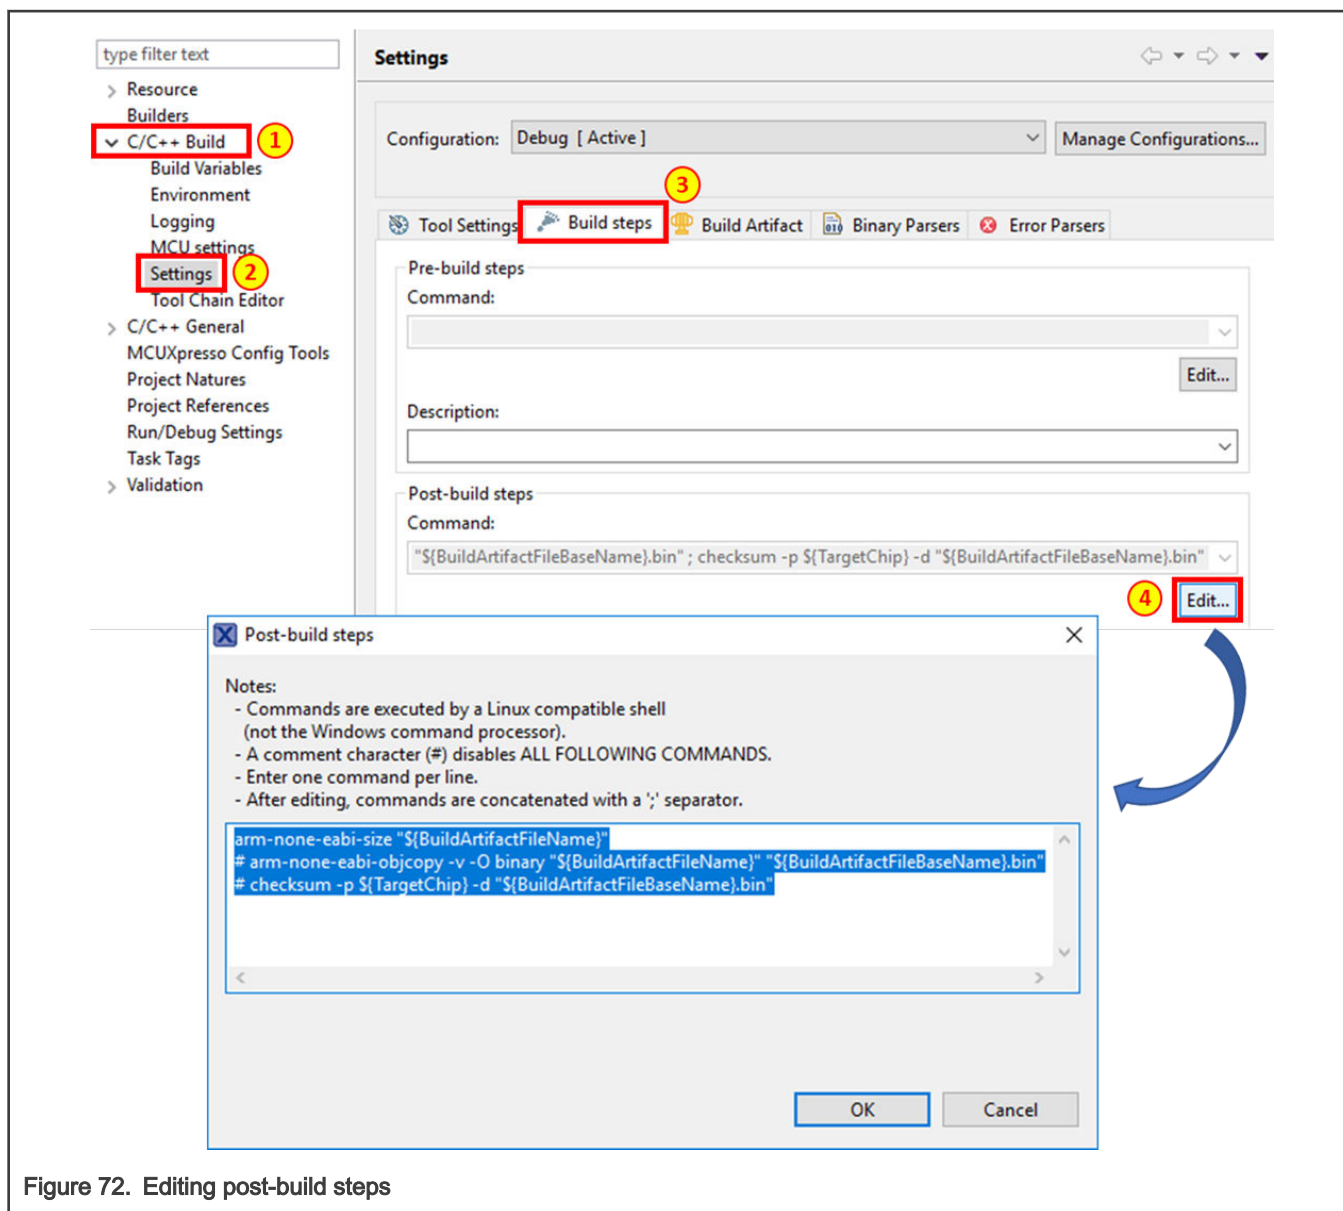 type filter text
Resource
Builders
C/C++ Build
1
Build Variables
Environment
Logging
MCU settings
Settings
2
Tool Chain Editor
C/C++ General
MCUXpresso Config Tools
Project Natures
Project References
Run/Debug Settings
Task Tags
Validation
Settings
Configuration: Debug [ Active ] Manage Configurations...
3
Tool Settings Build steps Build Artifact Binary Parsers Error Parsers
Pre-build steps
Command:
Edit...
Description:
Post-build steps
Command:
"${BuildArtifactFileBaseName}.bin" ; checksum -p ${TargetChip} -d "${BuildArtifactFileBaseName}.bin"
4 Edit...
Post-build steps
Notes:
- Commands are executed by a Linux compatible shell
(not the Windows command processor).
- A comment character (#) disables ALL FOLLOWING COMMANDS.
- Enter one command per line.
- After editing, commands are concatenated with a ';' separator.
arm-none-eabi-size "${BuildArtifactFileName}"
# arm-none-eabi-objcopy -v -O binary "${BuildArtifactFileName}" "${BuildArtifactFileBaseName}.bin"
# checksum -p ${TargetChip} -d "${BuildArtifactFileBaseName}.bin"
OK Cancel
Figure 72. Editing post-build steps